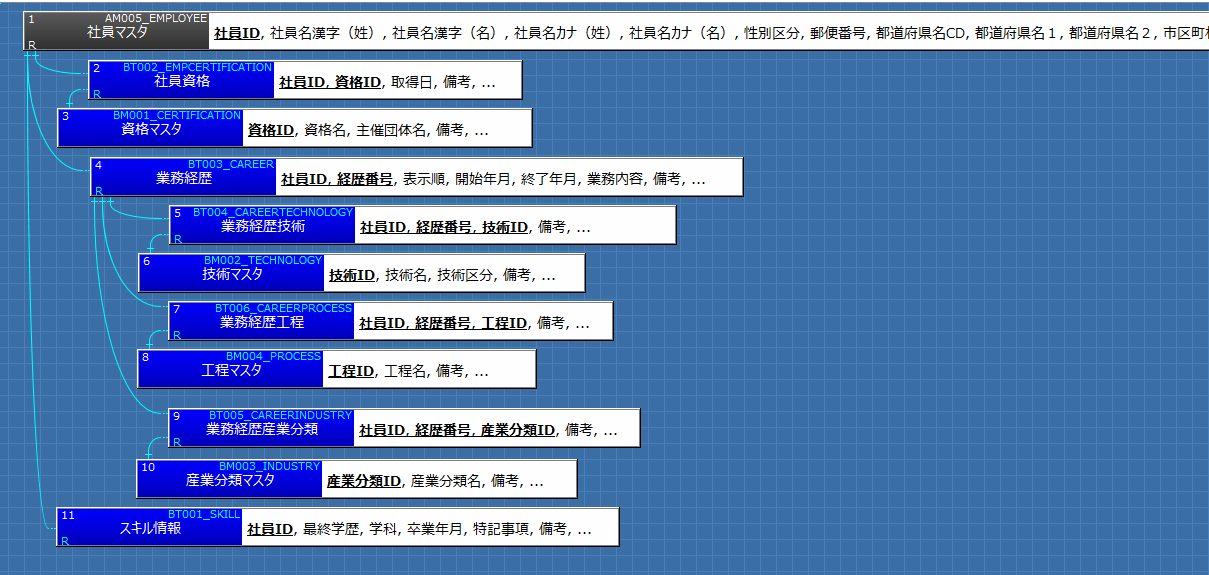 1 AM005_EMPLOYEE
社員マスタ
R
社員ID, 社員名漢字（姓）, 社員名漢字（名）, 社員名カナ（姓）, 社員名カナ（名）, 性別区分, 郵便番号, 都道府県名CD, 都道府県名１, 都道府県名２, 市区町
2 BT002_EMPCERTIFICATION
社員資格
R
社員ID, 資格ID, 取得日, 備考, ...
3 BM001_CERTIFICATION
資格マスタ
資格ID, 資格名, 主催団体名, 備考, ...
4 BT003_CAREER
業務経歴
R
社員ID, 経歴番号, 表示順, 開始年月, 終了年月, 業務内容, 備考, ...
5 BT004_CAREERTECHNOLOGY
業務経歴技術
R
社員ID, 経歴番号, 技術ID, 備考, ...
6 BM002_TECHNOLOGY
技術マスタ
技術ID, 技術名, 技術区分, 備考, ...
7 BT006_CAREERPROCESS
業務経歴工程
R
社員ID, 経歴番号, 工程ID, 備考, ...
8 BM004_PROCESS
工程マスタ
工程ID, 工程名, 備考, ...
9 BT005_CAREERINDUSTRY
業務経歴産業分類
R
社員ID, 経歴番号, 産業分類ID, 備考, ...
10 BM003_INDUSTRY
産業分類マスタ
産業分類ID, 産業分類名, 備考, ...
11 BT001_SKILL
スキル情報
R
社員ID, 最終学歴, 学科, 卒業年月, 特記事項, 備考, ...